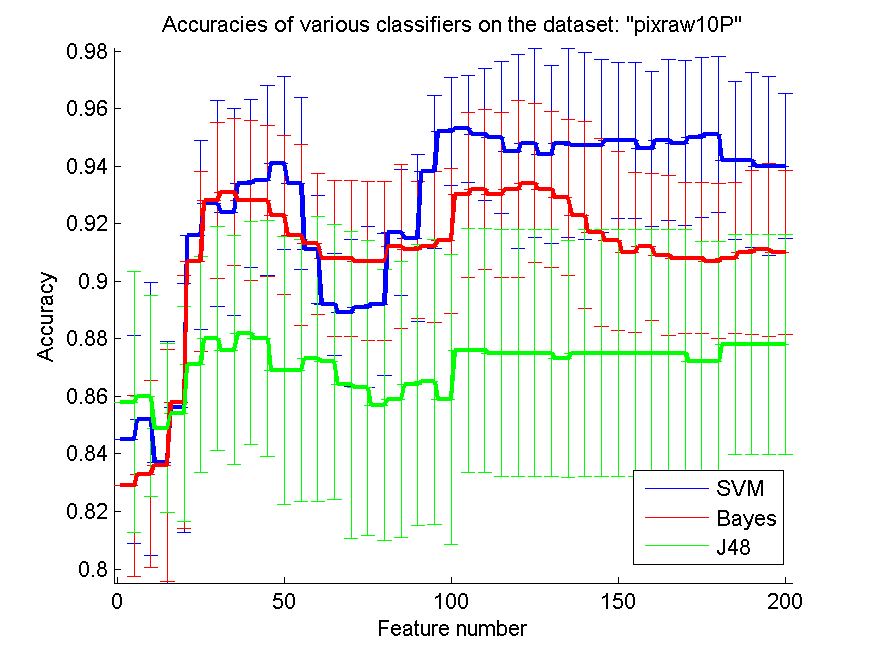 Accuracies of various classifiers on the dataset: "pixraw10P"
0.98
0.96
0.94
0.92
0.9
0.88
0.86
0.84
0.82
0.8
Accuracy
SVM
Bayes
J48
0 50 100 150 200
Feature number